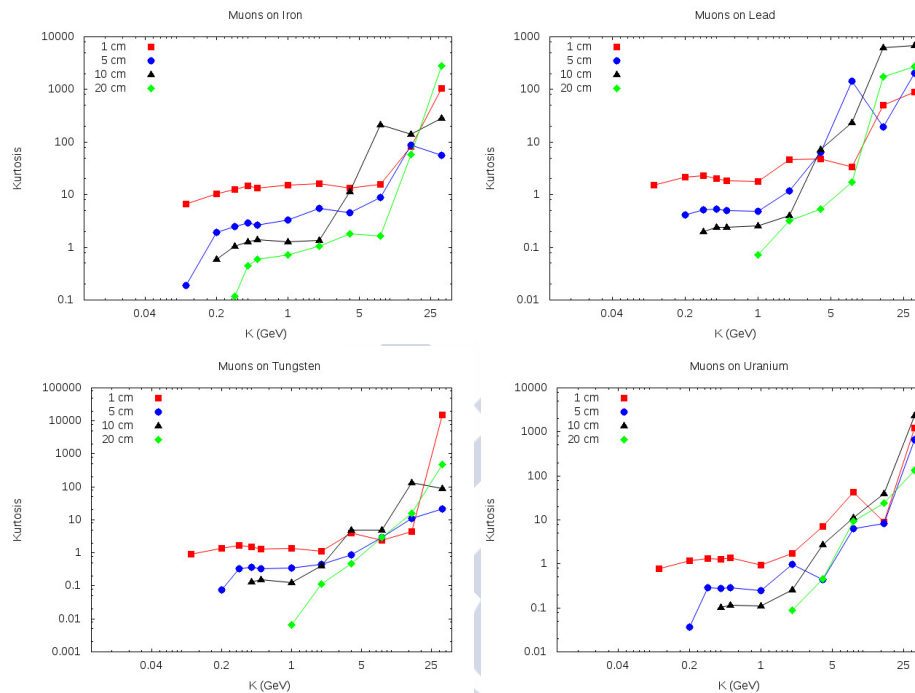 Muons on Iron
10000
1000
100
10
1
0.1
Kurtosis
1 cm
5 cm
10 cm
20 cm
0.04 0.2 1 5 25
K (GeV)
Muons on Lead
1000
100
10
1
0.1
0.01
Kurtosis
1 cm
5 cm
10 cm
20 cm
0.04 0.2 1 5 25
K (GeV)
Muons on Tungsten
100000
10000
1000
100
10
1
0.1
0.01
0.001
Kurtosis
1 cm
5 cm
10 cm
20 cm
0.04 0.2 1 5 25
K (GeV)
Muons on Uranium
10000
1000
100
10
1
0.1
0.01
Kurtosis
1 cm
5 cm
10 cm
20 cm
0.04 0.2 1 5 25
K (GeV)